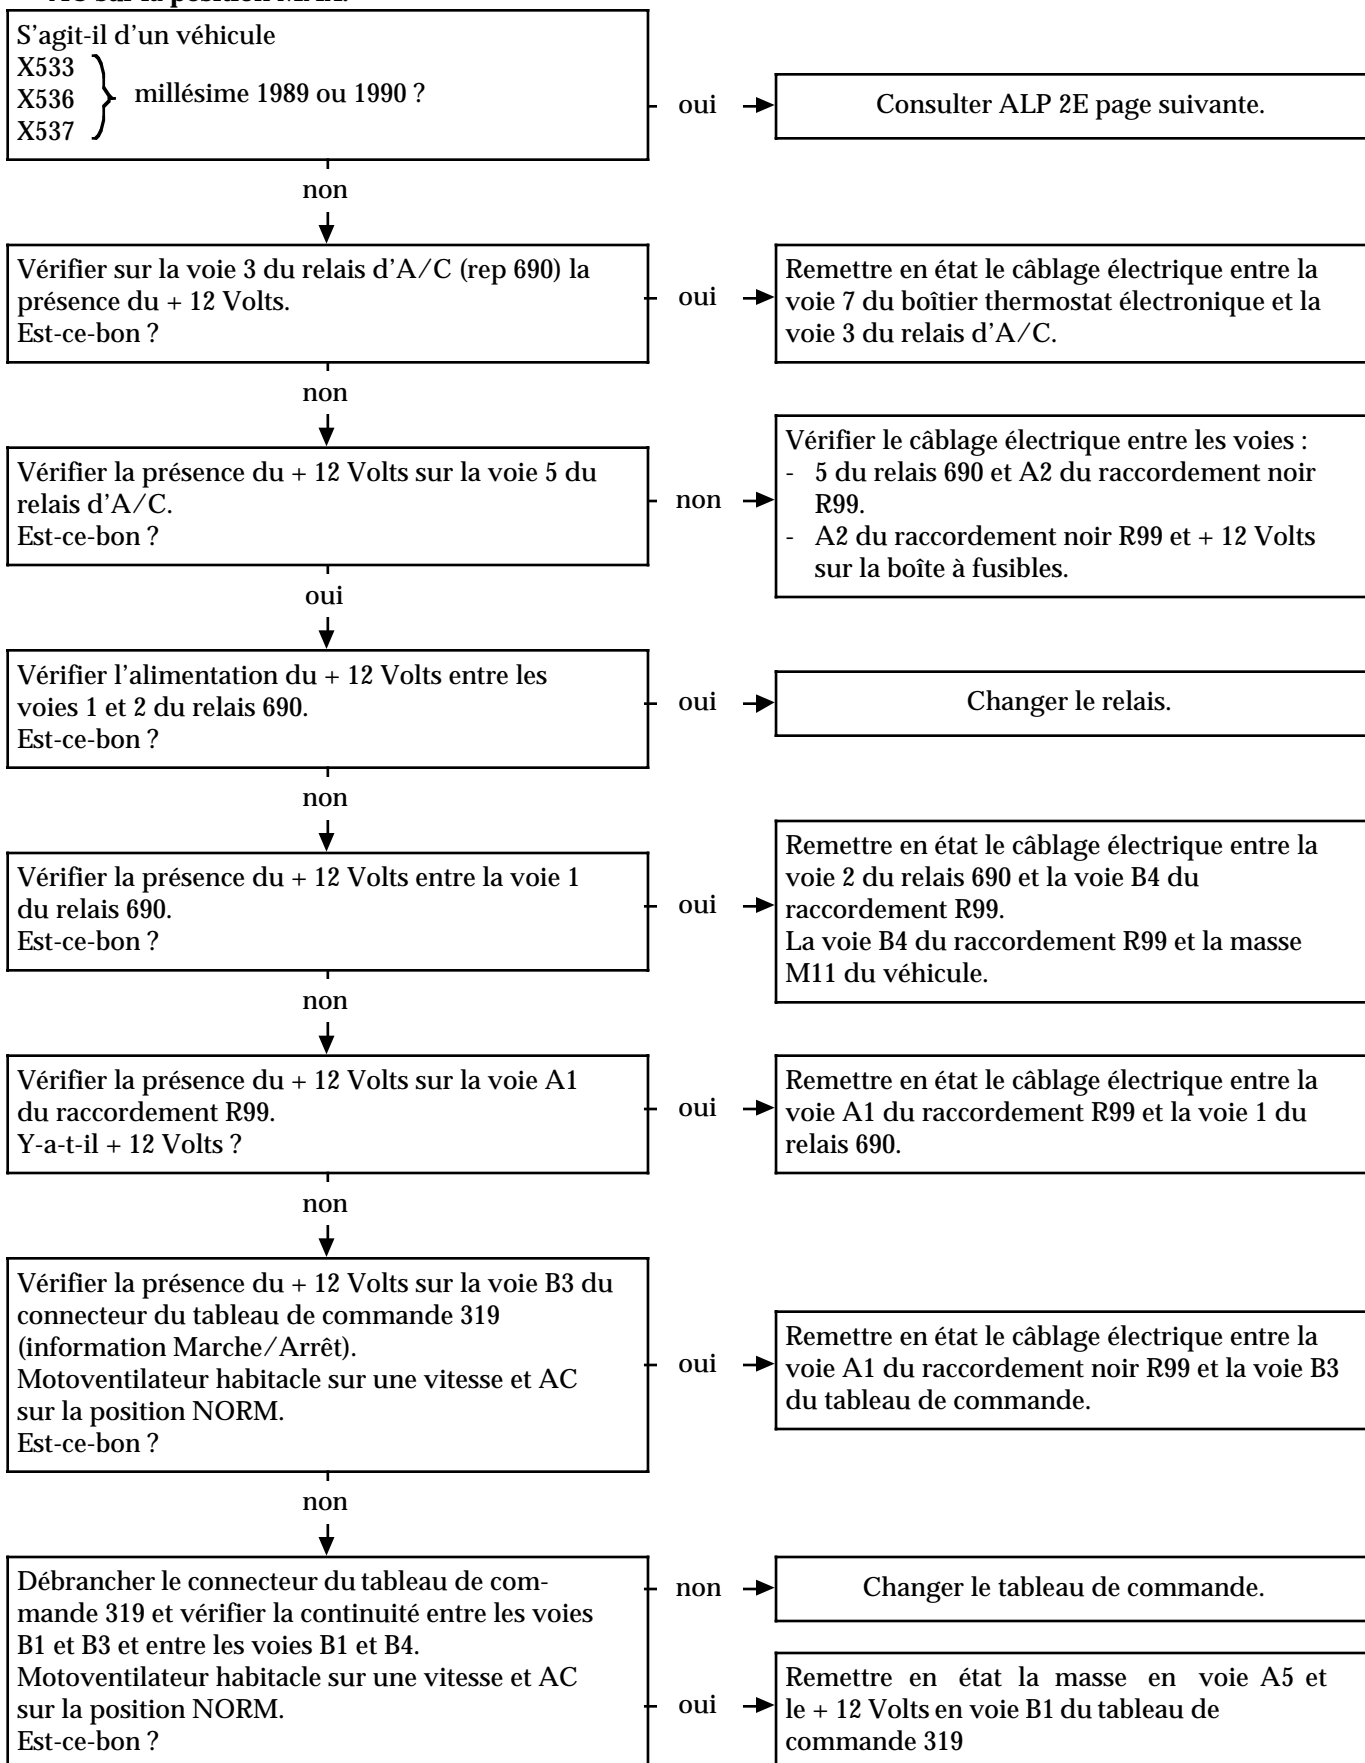 AC sur la position MAX.
S'agit-il d'un véhicule
X533
X536
X537
millésime 1989 ou 1990 ?
oui
Consulter ALP 2E page suivante.
non
Vérifier sur la voie 3 du relais d'A/C (rep 690) la
présence du + 12 Volts.
Est-ce-bon ?
oui
Remettre en état le câblage électrique entre la
voie 7 du boîtier thermostat électronique et la
voie 3 du relais d'A/C.
non
Vérifier la présence du + 12 Volts sur la voie 5 du
relais d'A/C.
Est-ce-bon ?
non
Vérifier le câblage électrique entre les voies :
- 5 du relais 690 et A2 du raccordement noir
R99.
- A2 du raccordement noir R99 et + 12 Volts
sur la boîte à fusibles.
oui
Vérifier l'alimentation du + 12 Volts entre les
voies 1 et 2 du relais 690.
Est-ce-bon ?
oui
Changer le relais.
non
Vérifier la présence du + 12 Volts entre la voie 1
du relais 690.
Est-ce-bon ?
oui
Remettre en état le câblage électrique entre la
voie 2 du relais 690 et la voie B4 du
raccordement R99.
La voie B4 du raccordement R99 et la masse
M11 du véhicule.
non
Vérifier la présence du + 12 Volts sur la voie A1
du raccordement R99.
Y-a-t-il + 12 Volts ?
oui
Remettre en état le câblage électrique entre la
voie A1 du raccordement R99 et la voie 1 du
relais 690.
non
Vérifier la présence du + 12 Volts sur la voie B3 du
connecteur du tableau de commande 319
(information Marche/Arrêt).
Motoventilateur habitacle sur une vitesse et AC
sur la position NORM.
Est-ce-bon ?
oui
Remettre en état le câblage électrique entre la
voie A1 du raccordement noir R99 et la voie B3
du tableau de commande.
non
Débrancher le connecteur du tableau de com-
mande 319 et vérifier la continuité entre les voies
B1 et B3 et entre les voies B1 et B4.
Motoventilateur habitacle sur une vitesse et AC
sur la position NORM.
Est-ce-bon ?
non
Changer le tableau de commande.
oui
Remettre en état la masse en voie A5 et
le + 12 Volts en voie B1 du tableau de
commande 319